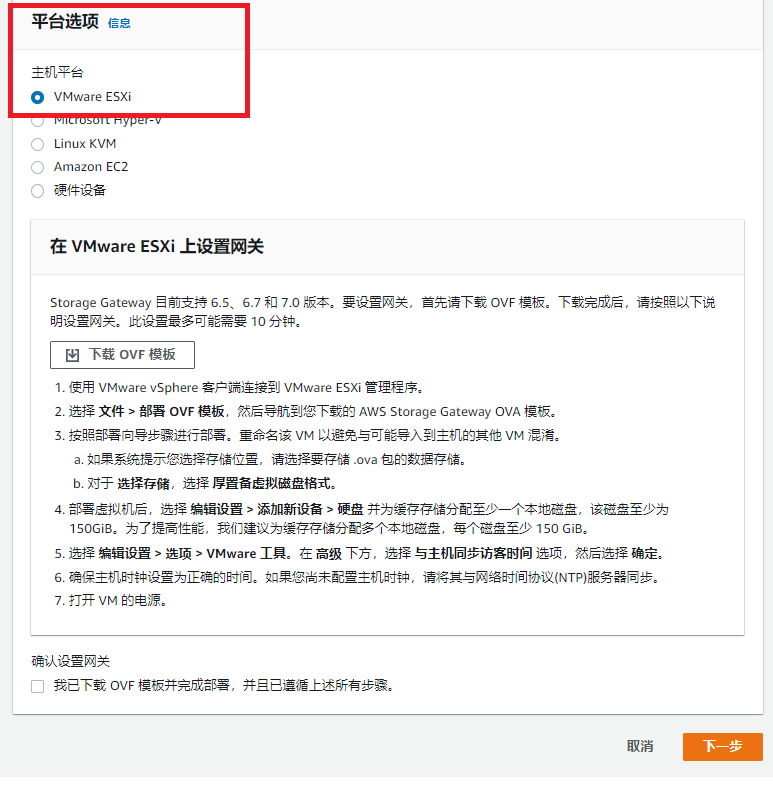 平台选项 信息
主机平台
VMware ESXi
Microsoft Hyper-V
Linux KVM
Amazon EC2
硬件设备
在 VMware ESXi 上设置网关
Storage Gateway 目前支持 6.5、6.7 和 7.0 版本。要设置网关，首先请下载 OVF 模板。下载完成后，请按照以下说
明设置网关。此设置最多可能需要 10 分钟。
下载 OVF 模板
1. 使用 VMware vSphere 客户端连接到 VMware ESXi 管理程序。
2. 选择 文件 > 部署 OVF 模板，然后导航到您下载的 AWS Storage Gateway OVA 模板。
3. 按照部署向导步骤进行部署。重命名该 VM 以避免与可能导入到主机的其他 VM 混淆。
a. 如果系统提示您选择存储位置，请选择要存储 .ova 包的数据存储。
b. 对于 选择存储，选择 厚置备虚拟磁盘格式。
4. 部署虚拟机后，选择 编辑设置 > 添加新设备 > 硬盘 并为缓存存储分配至少一个本地磁盘，该磁盘至少为
150GiB。为了提高性能，我们建议为缓存存储分配多个本地磁盘，每个磁盘至少 150 GiB。
5. 选择 编辑设置 > 选项 > VMware 工具。在 高级 下方，选择 与主机同步访客时间 选项，然后选择 确定。
6. 确保主机时钟设置为正确的时间。如果您尚未配置主机时钟，请将其与网络时间协议(NTP)服务器同步。
7. 打开 VM 的电源。
确认设置网关
我已下载 OVF 模板并完成部署，并且已遵循上述所有步骤。
取消 下一步